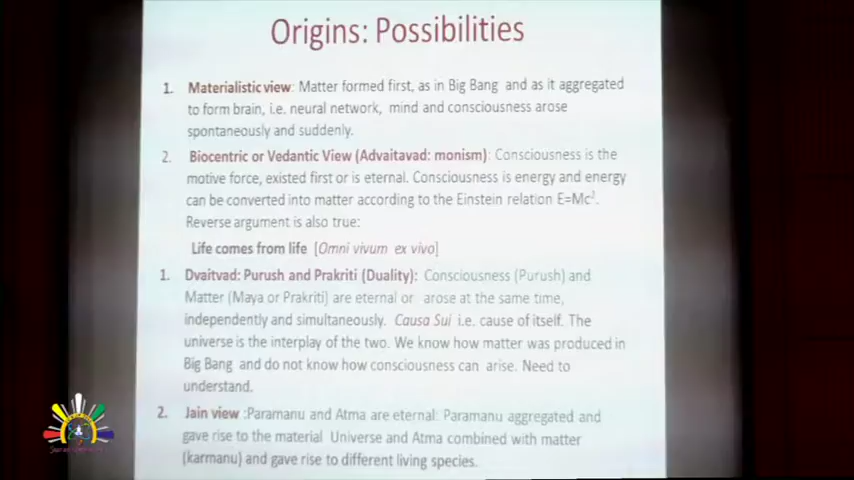 Origins: Possibilities
1. Materialistic view: Matter formed first, as in Big Bang and as it aggregated
to form brain, i.e. neural network, mind and consciousness arose
spontaneously and suddenly.
2. Biocentric or Vedantic View (Advaitavad: monism): Consciousness is the
motive force, existed first or is eternal. Consciousness is energy and energy
can be converted into matter according to the Einstein relation E=Mc².
Reverse argument is also true:
Life comes from life [Omni vivum ex vivo]
1. Dvaitvad: Purush and Prakriti (Duality): Consciousness (Purush) and
Matter (Maya or Prakriti) are eternal or arose at the same time,
independently and simultaneously. Causa Sui i.e. cause of itself. The
universe is the interplay of the two. We know how matter was produced in
Big Bang and do not know how consciousness can arise. Need to
understand.
2. Jain view :Paramanu and Atma are eternal: Paramanu aggregated and
gave rise to the material Universe and Atma combined with matter
(karmanu) and gave rise to different living species.